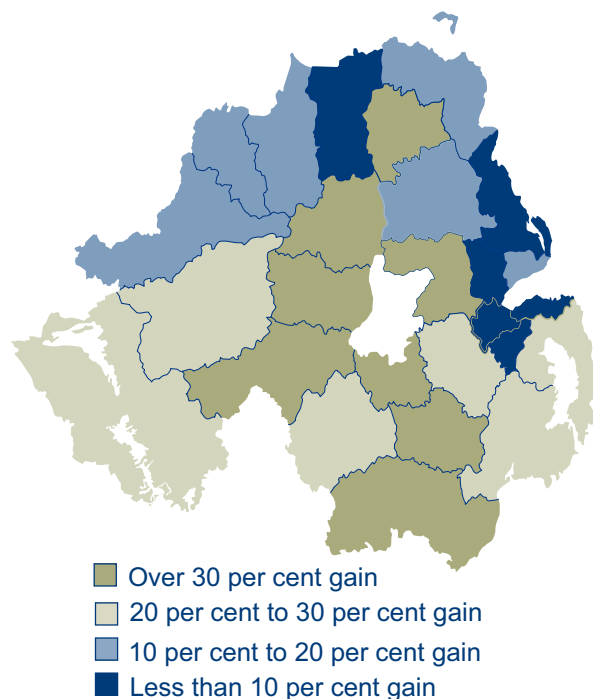 Over 30 per cent gain
20 per cent to 30 per cent gain
10 per cent to 20 per cent gain
Less than 10 per cent gain